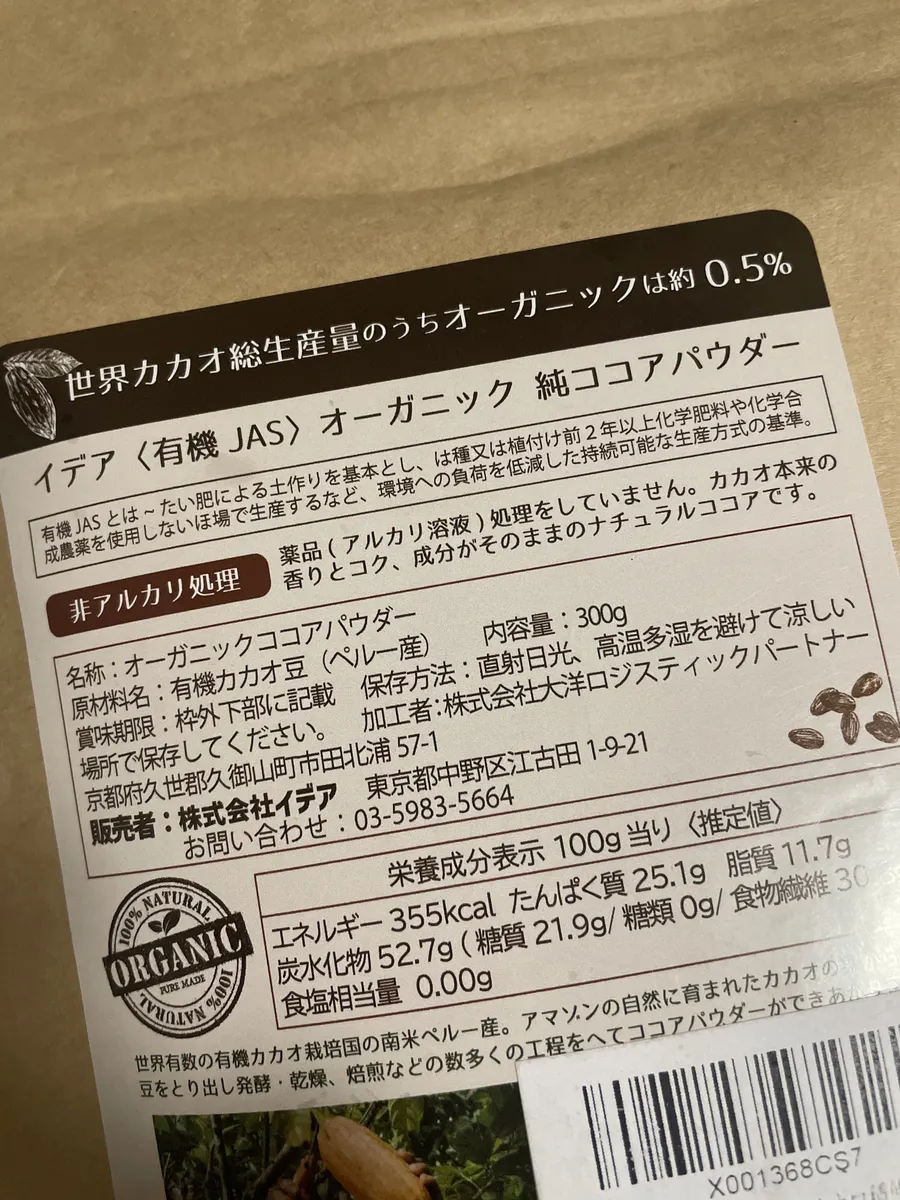 世界カカオ総生産量のうちオーガニックは約 0.5%
イデア〈有機 JAS〉オーガニック 純ココアパウダー
有機 JAS とは ~ たい肥による土作りを基本とし、は種又は植付け前 2 年以上化学肥料や化学合
成農薬を使用しないほ場で生産するなど、環境への負荷を低減した持続可能な生産方式の基準。
非アルカリ処理
薬品 ( アルカリ溶液 ) 処理をしていません。カカオ本来の
香りとコク、成分がそのままのナチュラルココアです。
名称：オーガニックココアパウダー
原材料名：有機カカオ豆（ペルー産） 内容量：300g
賞味期限：枠外下部に記載 保存方法：直射日光、高温多湿を避けて涼しい
場所で保存してください。 加工者：株式会社大洋ロジスティックパートナー
京都府久世郡久御山町市田北浦 57-1
販売者：株式会社イデア 東京都中野区江古田 1-9-21
お問い合わせ：03-5983-5664
栄養成分表示 100g 当り〈推定値〉
エネルギー 355kcal たんぱく質 25.1g 脂質 11.7g
炭水化物 52.7g ( 糖質 21.9g/ 糖類 0g/ 食物繊維 30
食塩相当量 0.00g
100% NATURAL
ORGANIC
PURE MADE
100% NATURAL
世界有数の有機カカオ栽培国の南米ペルー産。アマゾンの自然に育まれたカカオの
豆をとり出し発酵・乾燥、焙煎などの数多くの工程をへてココアパウダーができあが
X001368CS7